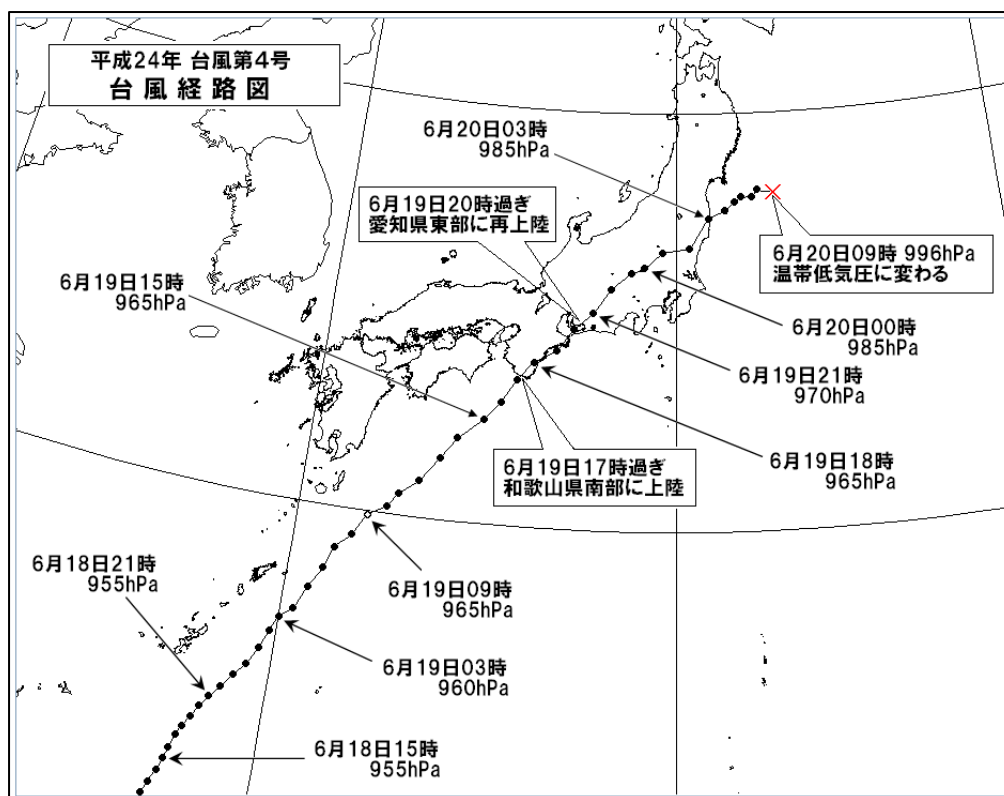 平成24年 台風第4号
台風経路図
6月20日03時
985hPa
6月19日20時過ぎ
愛知県東部に再上陸
6月20日09時 996hPa
温帯低気圧に変わる
6月19日15時
965hPa
6月20日00時
985hPa
6月19日21時
970hPa
6月19日18時
965hPa
6月19日17時過ぎ
和歌山県南部に上陸
6月18日21時
955hPa
6月19日09時
965hPa
6月19日03時
960hPa
6月18日15時
955hPa